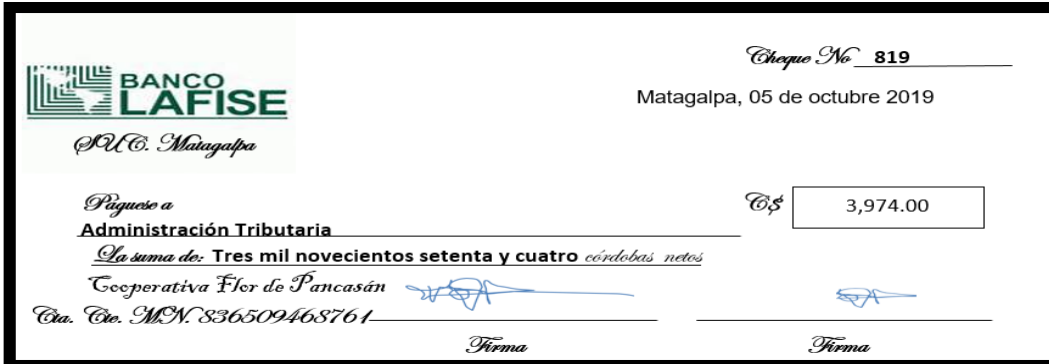 Cheque No 819
BANCO
LAFISE
Matagalpa, 05 de octubre 2019
SUC. Matagalpa
Páguese a
C$ 3,974.00
Administración Tributaria
La suma de: Tres mil novecientos setenta y cuatro córdobas netos
Cooperativa Flor de Pancasán
Cta. Cte. M.N. 836509468761
Firma Firma